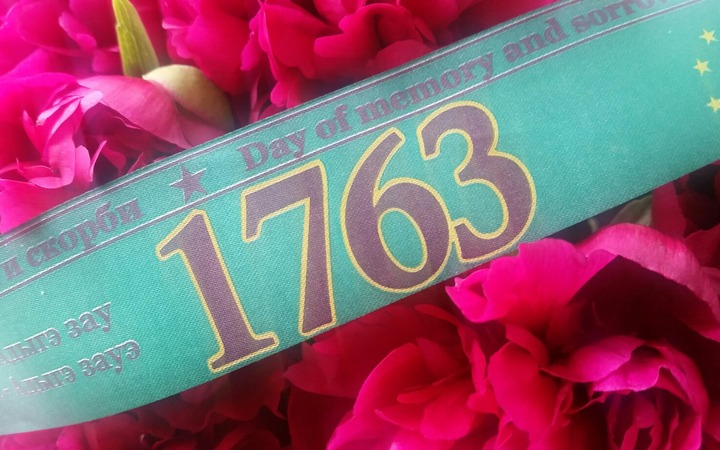 и скорби ★ Day of memory and sorrow
1763
зау
зауэ